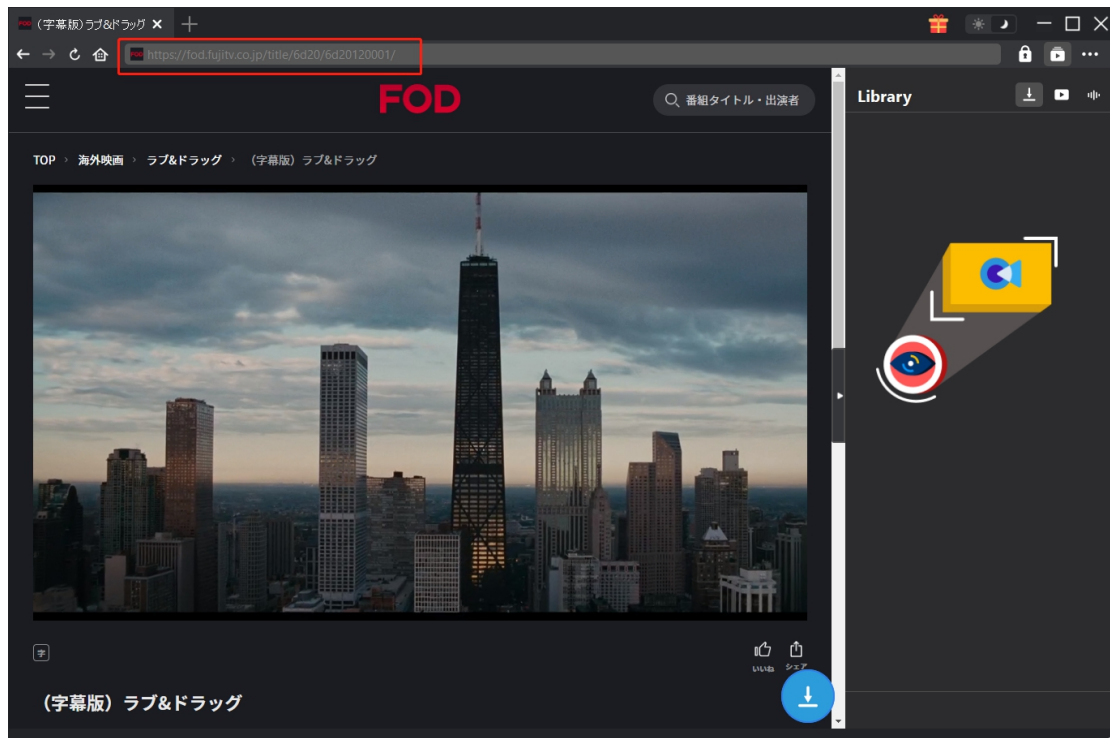 FOD (字幕版)ラブ&ドラッグ
FOD https://fod.fujitv.co.jp/title/6d20/6d20120001/
FOD
番組タイトル・出演者
Library
TOP › 海外映画 › ラブ&ドラッグ › (字幕版)ラブ&ドラッグ
字
いいね シェア
(字幕版)ラブ&ドラッグ